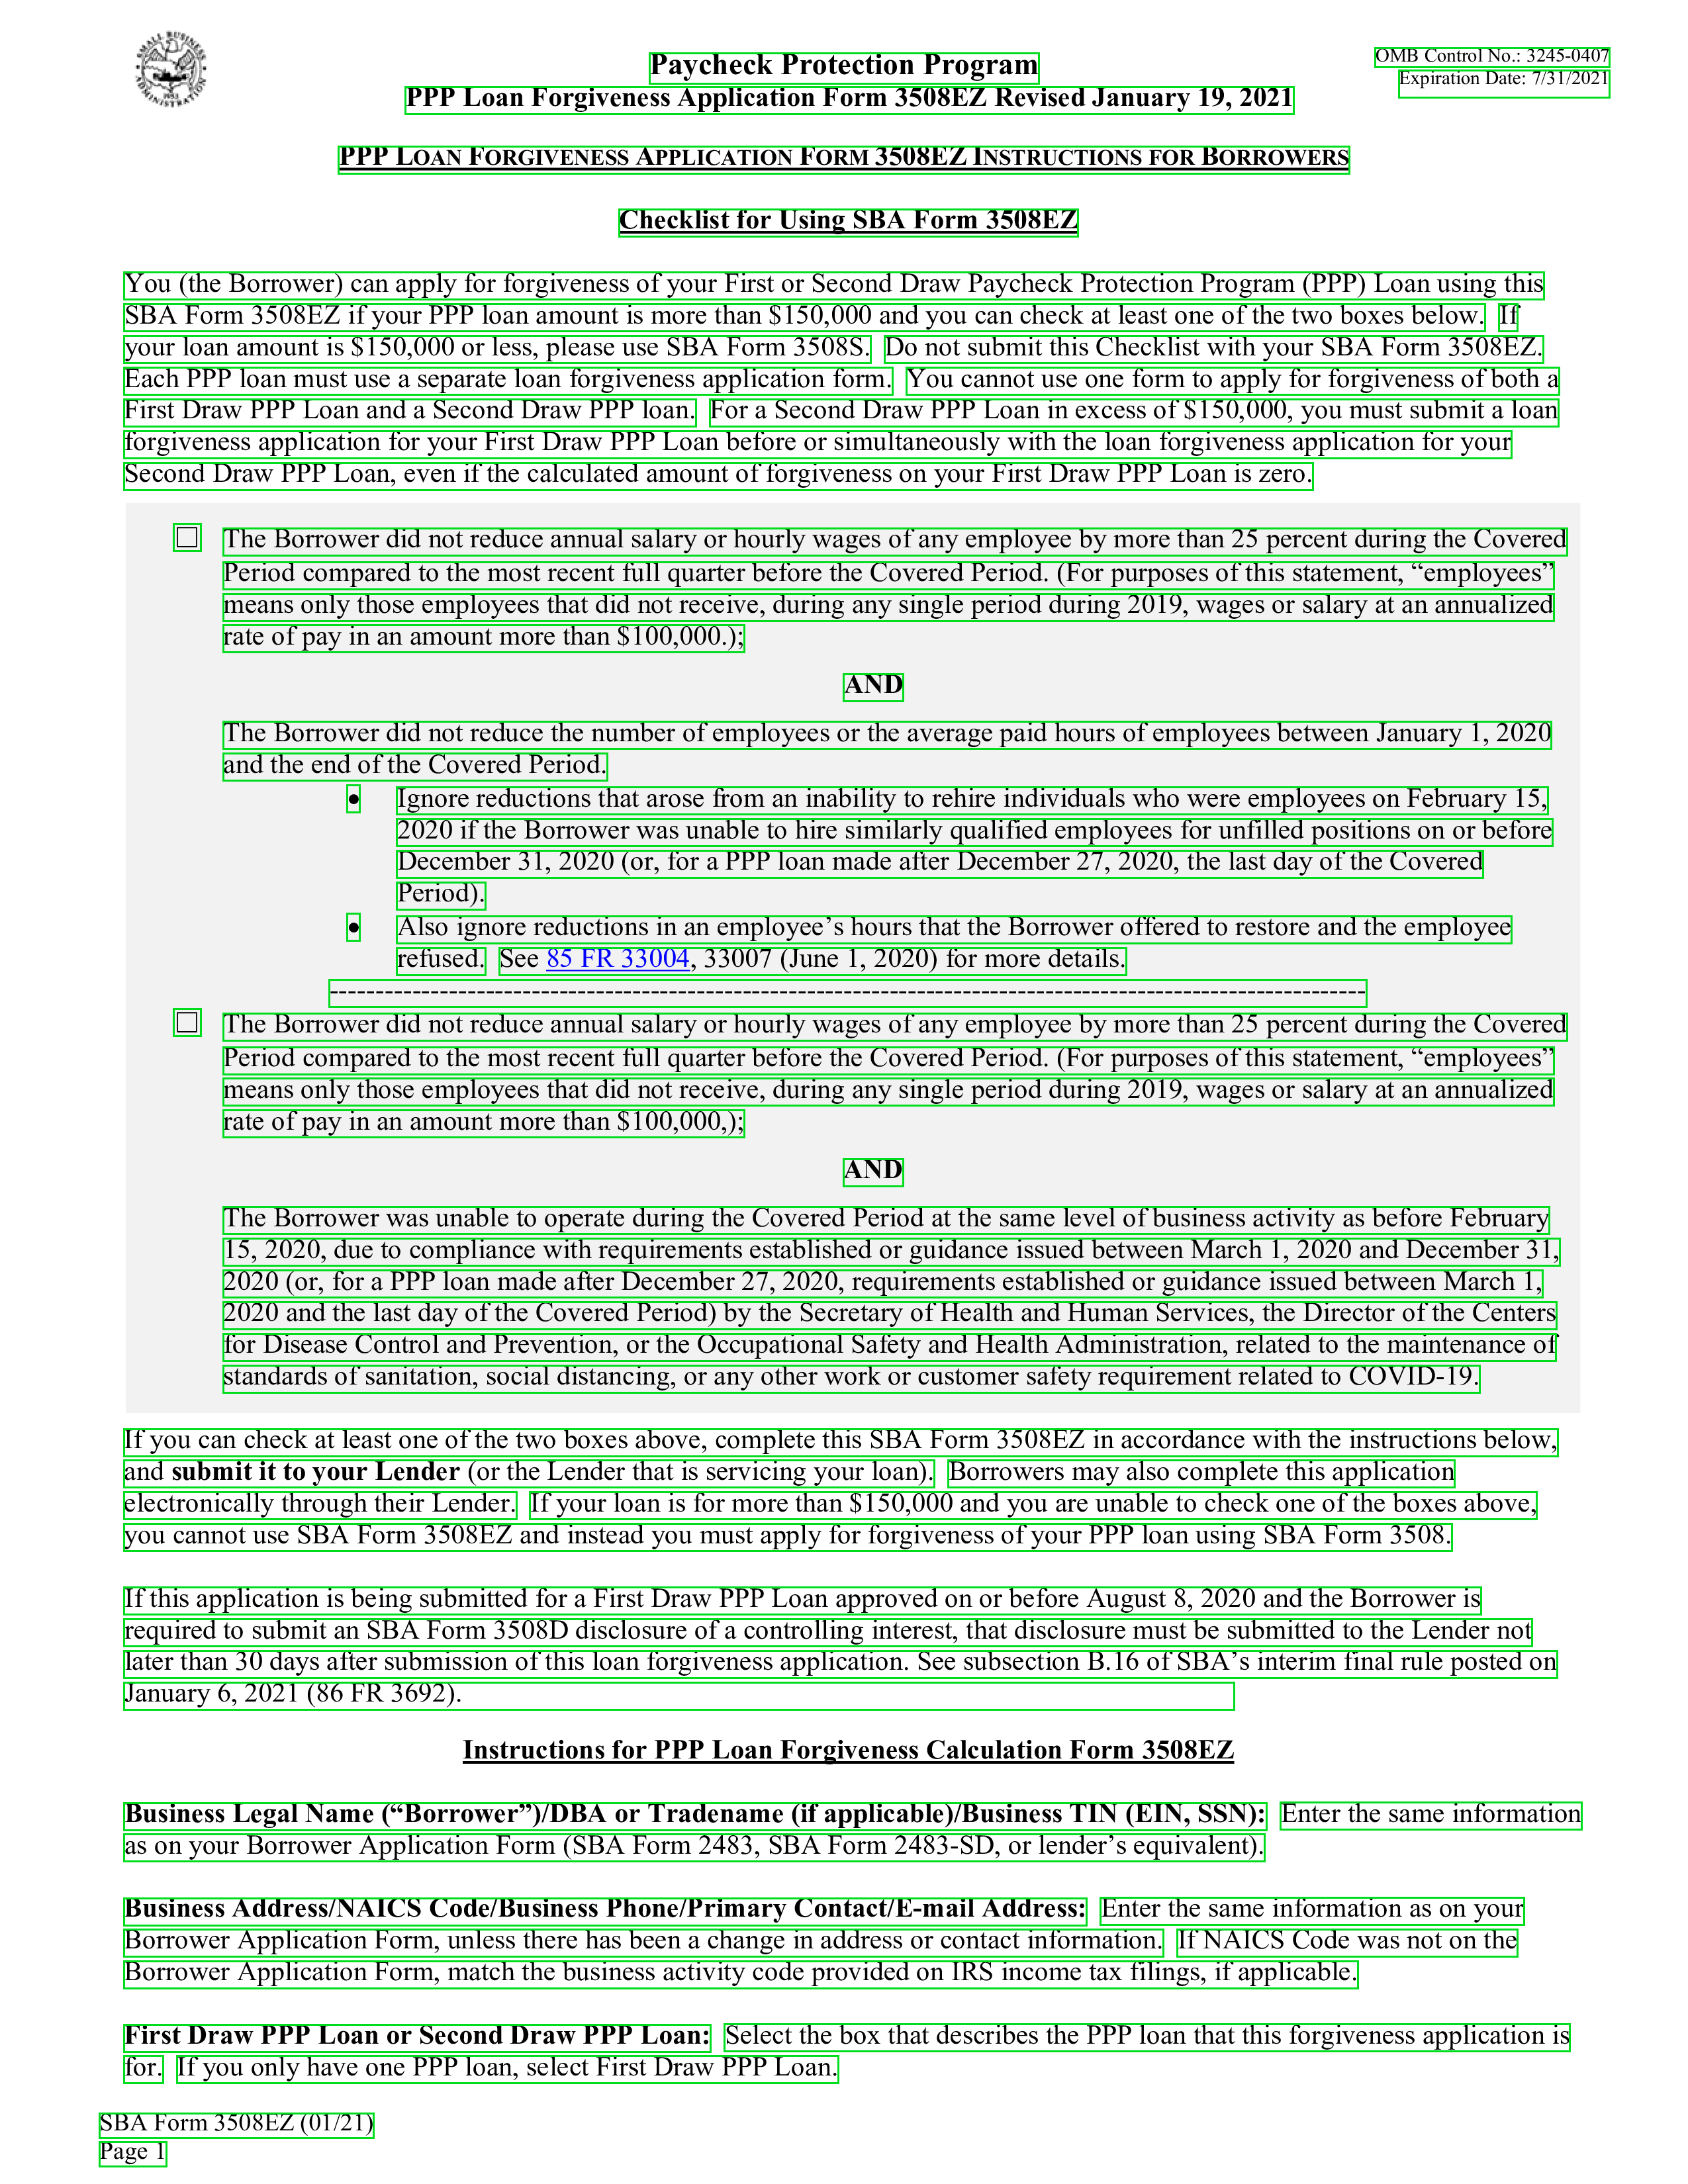 OMB Control No.: 3245-0407
Expiration Date: 7/31/2021
Paycheck Protection Program
PPP Loan Forgiveness Application Form 3508EZ Revised January 19, 2021
PPP LOAN FORGIVENESS APPLICATION FORM 3508EZ INSTRUCTIONS FOR BORROWERS
Checklist for Using SBA Form 3508EZ
You (the Borrower) can apply for forgiveness of your First or Second Draw Paycheck Protection Program (PPP) Loan using this
SBA Form 3508EZ if your PPP loan amount is more than $150,000 and you can check at least one of the two boxes below. If
your loan amount is $150,000 or less, please use SBA Form 3508S. Do not submit this Checklist with your SBA Form 3508EZ.
Each PPP loan must use a separate loan forgiveness application form. You cannot use one form to apply for forgiveness of both a
First Draw PPP Loan and a Second Draw PPP loan. For a Second Draw PPP Loan in excess of $150,000, you must submit a loan
forgiveness application for your First Draw PPP Loan before or simultaneously with the loan forgiveness application for your
Second Draw PPP Loan, even if the calculated amount of forgiveness on your First Draw PPP Loan is zero.
☐ The Borrower did not reduce annual salary or hourly wages of any employee by more than 25 percent during the Covered
Period compared to the most recent full quarter before the Covered Period. (For purposes of this statement, “employees”
means only those employees that did not receive, during any single period during 2019, wages or salary at an annualized
rate of pay in an amount more than $100,000.);
AND
The Borrower did not reduce the number of employees or the average paid hours of employees between January 1, 2020
and the end of the Covered Period.
• Ignore reductions that arose from an inability to rehire individuals who were employees on February 15,
2020 if the Borrower was unable to hire similarly qualified employees for unfilled positions on or before
December 31, 2020 (or, for a PPP loan made after December 27, 2020, the last day of the Covered
Period).
• Also ignore reductions in an employee’s hours that the Borrower offered to restore and the employee
refused. See 85 FR 33004, 33007 (June 1, 2020) for more details.
-----------------------------------------------------------------------------------------------------------------
☐ The Borrower did not reduce annual salary or hourly wages of any employee by more than 25 percent during the Covered
Period compared to the most recent full quarter before the Covered Period. (For purposes of this statement, “employees”
means only those employees that did not receive, during any single period during 2019, wages or salary at an annualized
rate of pay in an amount more than $100,000,);
AND
The Borrower was unable to operate during the Covered Period at the same level of business activity as before February
15, 2020, due to compliance with requirements established or guidance issued between March 1, 2020 and December 31,
2020 (or, for a PPP loan made after December 27, 2020, requirements established or guidance issued between March 1,
2020 and the last day of the Covered Period) by the Secretary of Health and Human Services, the Director of the Centers
for Disease Control and Prevention, or the Occupational Safety and Health Administration, related to the maintenance of
standards of sanitation, social distancing, or any other work or customer safety requirement related to COVID-19.
If you can check at least one of the two boxes above, complete this SBA Form 3508EZ in accordance with the instructions below,
and submit it to your Lender (or the Lender that is servicing your loan). Borrowers may also complete this application
electronically through their Lender. If your loan is for more than $150,000 and you are unable to check one of the boxes above,
you cannot use SBA Form 3508EZ and instead you must apply for forgiveness of your PPP loan using SBA Form 3508.
If this application is being submitted for a First Draw PPP Loan approved on or before August 8, 2020 and the Borrower is
required to submit an SBA Form 3508D disclosure of a controlling interest, that disclosure must be submitted to the Lender not
later than 30 days after submission of this loan forgiveness application. See subsection B.16 of SBA’s interim final rule posted on
January 6, 2021 (86 FR 3692).
Instructions for PPP Loan Forgiveness Calculation Form 3508EZ
Business Legal Name (“Borrower”)/DBA or Tradename (if applicable)/Business TIN (EIN, SSN): Enter the same information
as on your Borrower Application Form (SBA Form 2483, SBA Form 2483-SD, or lender’s equivalent).
Business Address/NAICS Code/Business Phone/Primary Contact/E-mail Address: Enter the same information as on your
Borrower Application Form, unless there has been a change in address or contact information. If NAICS Code was not on the
Borrower Application Form, match the business activity code provided on IRS income tax filings, if applicable.
First Draw PPP Loan or Second Draw PPP Loan: Select the box that describes the PPP loan that this forgiveness application is
for. If you only have one PPP loan, select First Draw PPP Loan.
SBA Form 3508EZ (01/21)
Page 1